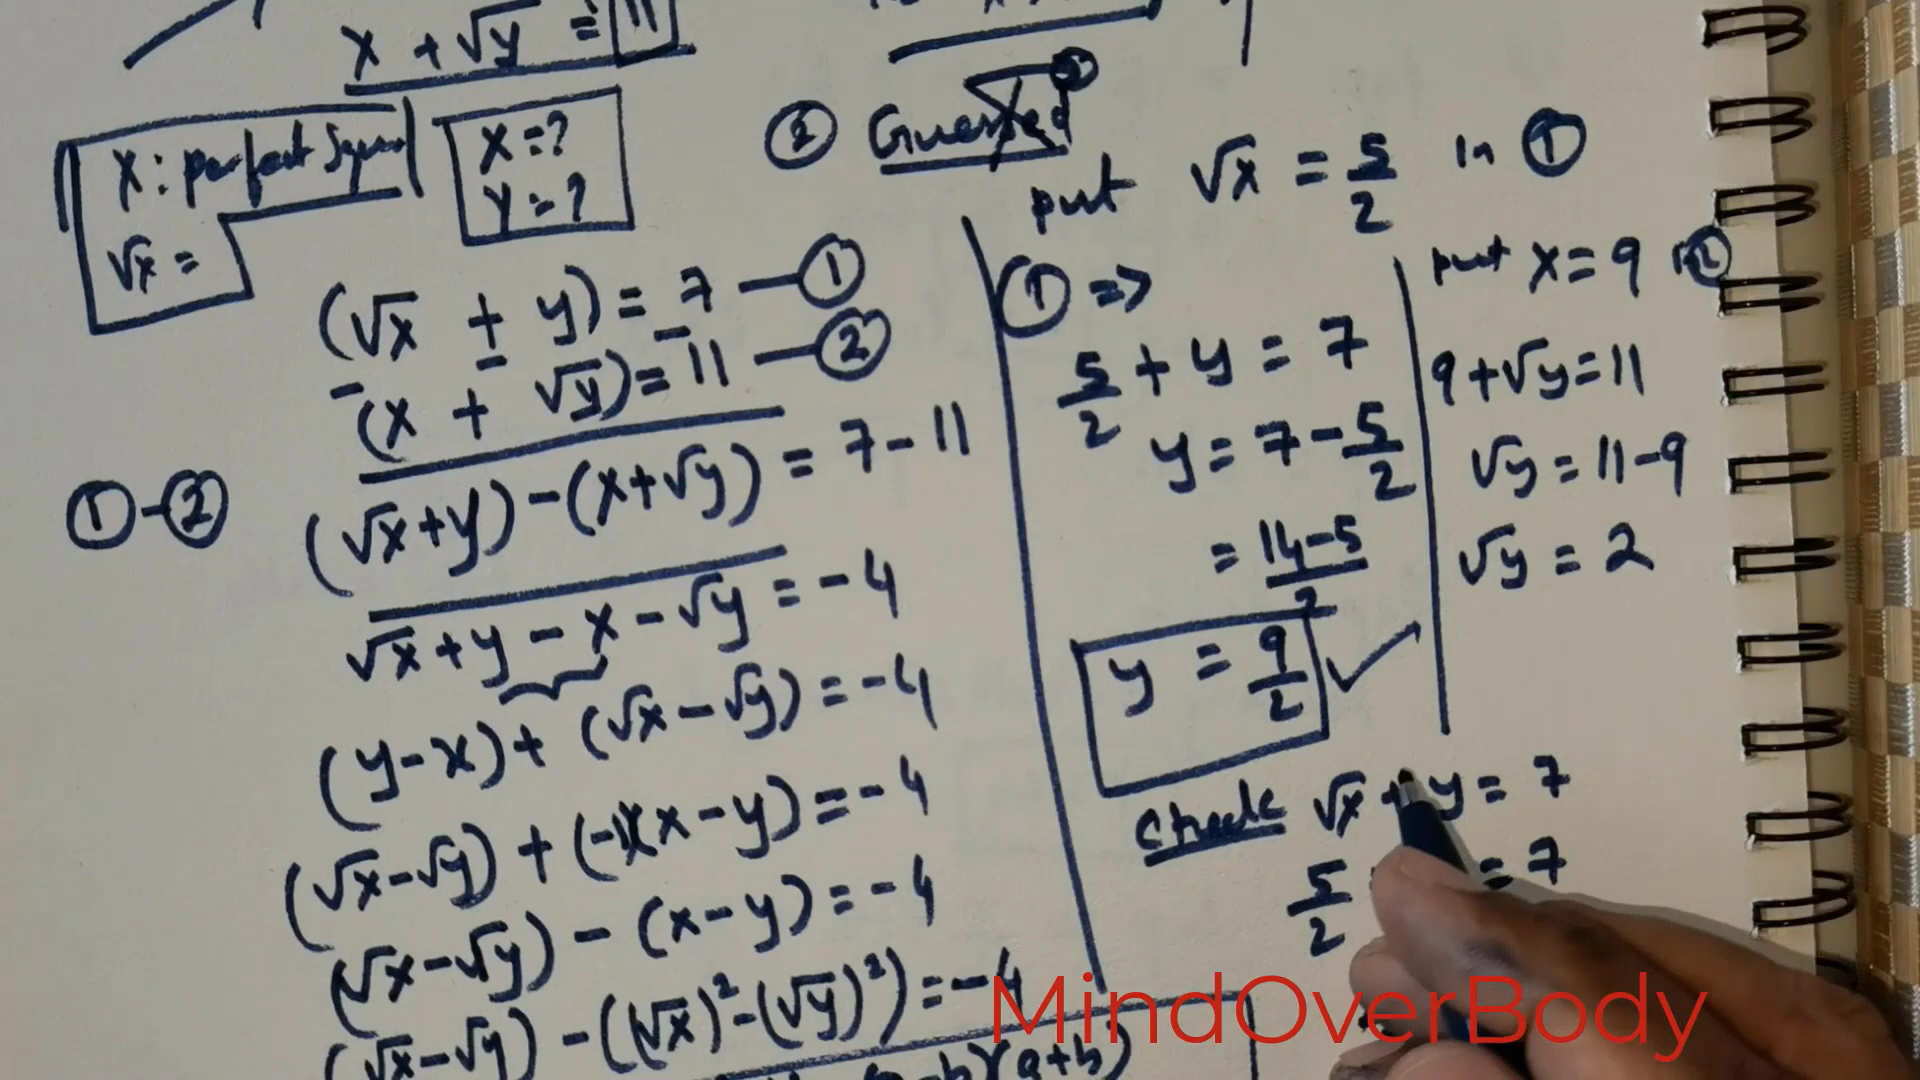 x + √y = 11
X : perfect Square
√x =
X = ?
Y = ?
(√x + y) = 7 — ①
-(x + √y) = 11 — ②
① - ② (√x + y) - (x + √y) = 7 - 11
√x + y - x - √y = -4
(y - x) + (√x - √y) = -4
(√x - √y) + (-1)(x - y) = -4
(√x - √y) - (x - y) = -4
(√x - √y) - ((√x)² - (√y)²) = -4
(a+b)
② Guessed
put √x = 5/2 in ①
① =>
5/2 + y = 7
y = 7 - 5/2
= 14-5/2
y = 9/2
put x = 9 in ②
9 + √y = 11
√y = 11 - 9
√y = 2
Check √x + y = 7
5/2 = 7
MindOverBody